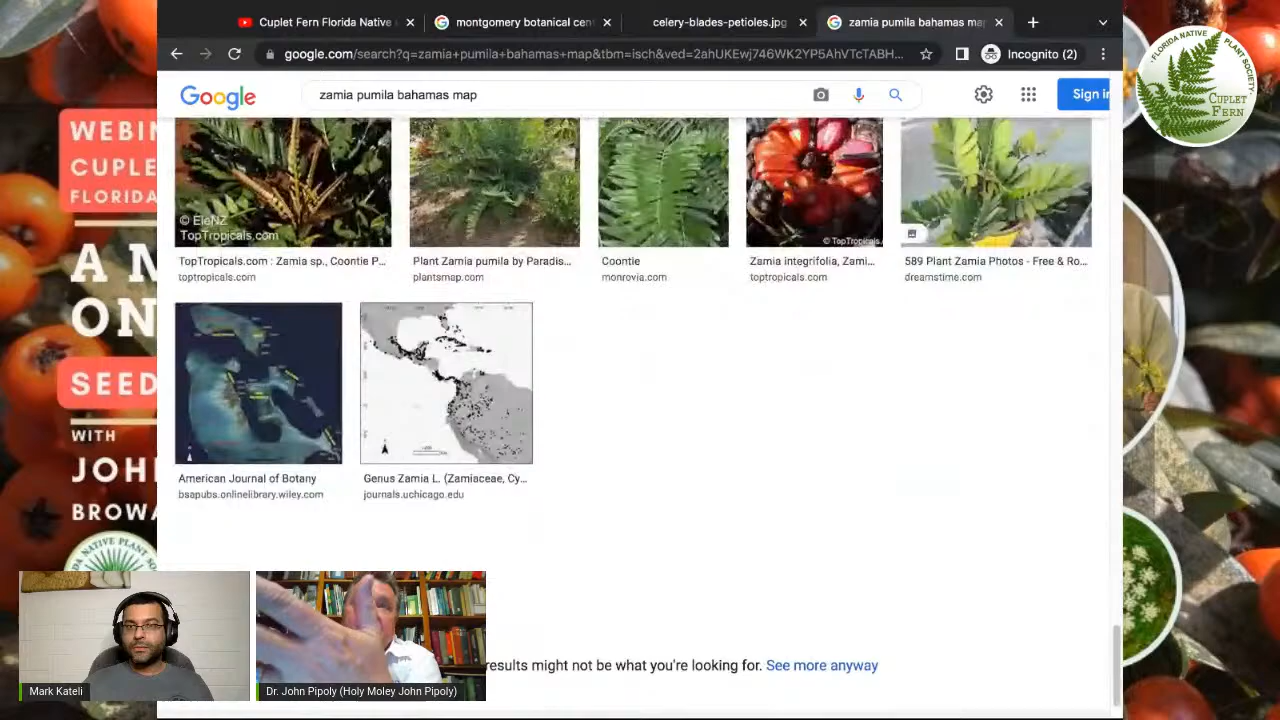 Cuplet Fern Florida Native
montgomery botanical cen
celery-blades-petioles.jpg
zamia pumila bahamas ma
FLORIDA NATIVE PLANT SOCIETY
CUPLET
FERN
google.com/search?q=zamia+pumila+bahamas+map&tbm=isch&ved=2ahUKEwj746WK2YP5AhVTcTABH...
Incognito (2)
Google
zamia pumila bahamas map
Sign in
WEBIN
CUPLE
FLORIDA
A N
ON
SEED
WITH
JOH
BROWA
© EleNZ
TopTropicals.com
© TopTropicals.
TopTropicals.com : Zamia sp., Coontie P...
toptropicals.com
Plant Zamia pumila by Paradis...
plantsmap.com
Coontie
monrovia.com
Zamia integrifolia, Zami...
toptropicals.com
589 Plant Zamia Photos - Free & Ro...
dreamstime.com
American Journal of Botany
bsapubs.onlinelibrary.wiley.com
Genus Zamia L. (Zamiaceae, Cy...
journals.uchicago.edu
results might not be what you're looking for. See more anyway
Mark Kateli
Dr. John Pipoly (Holy Moley John Pipoly)